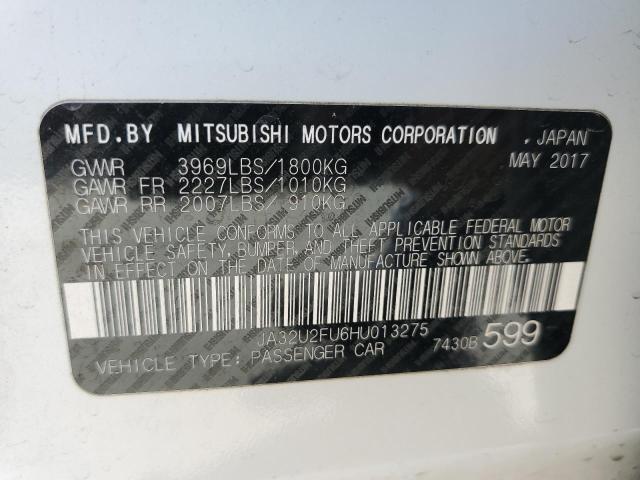 MFD.BY MITSUBISHI MOTORS CORPORATION , JAPAN
GVWR 3969LBS/1800KG MAY 2017
GAWR FR 2227LBS/1010KG
GAWR RR 2007LBS/ 910KG
THIS VEHICLE CONFORMS TO ALL APPLICABLE FEDERAL MOTOR
VEHICLE SAFETY, BUMPER, AND THEFT PREVENTION STANDARDS
IN EFFECT ON THE DATE OF MANUFACTURE SHOWN ABOVE.
JA32U2FU6HU013275 7430B 599
VEHICLE TYPE: PASSENGER CAR